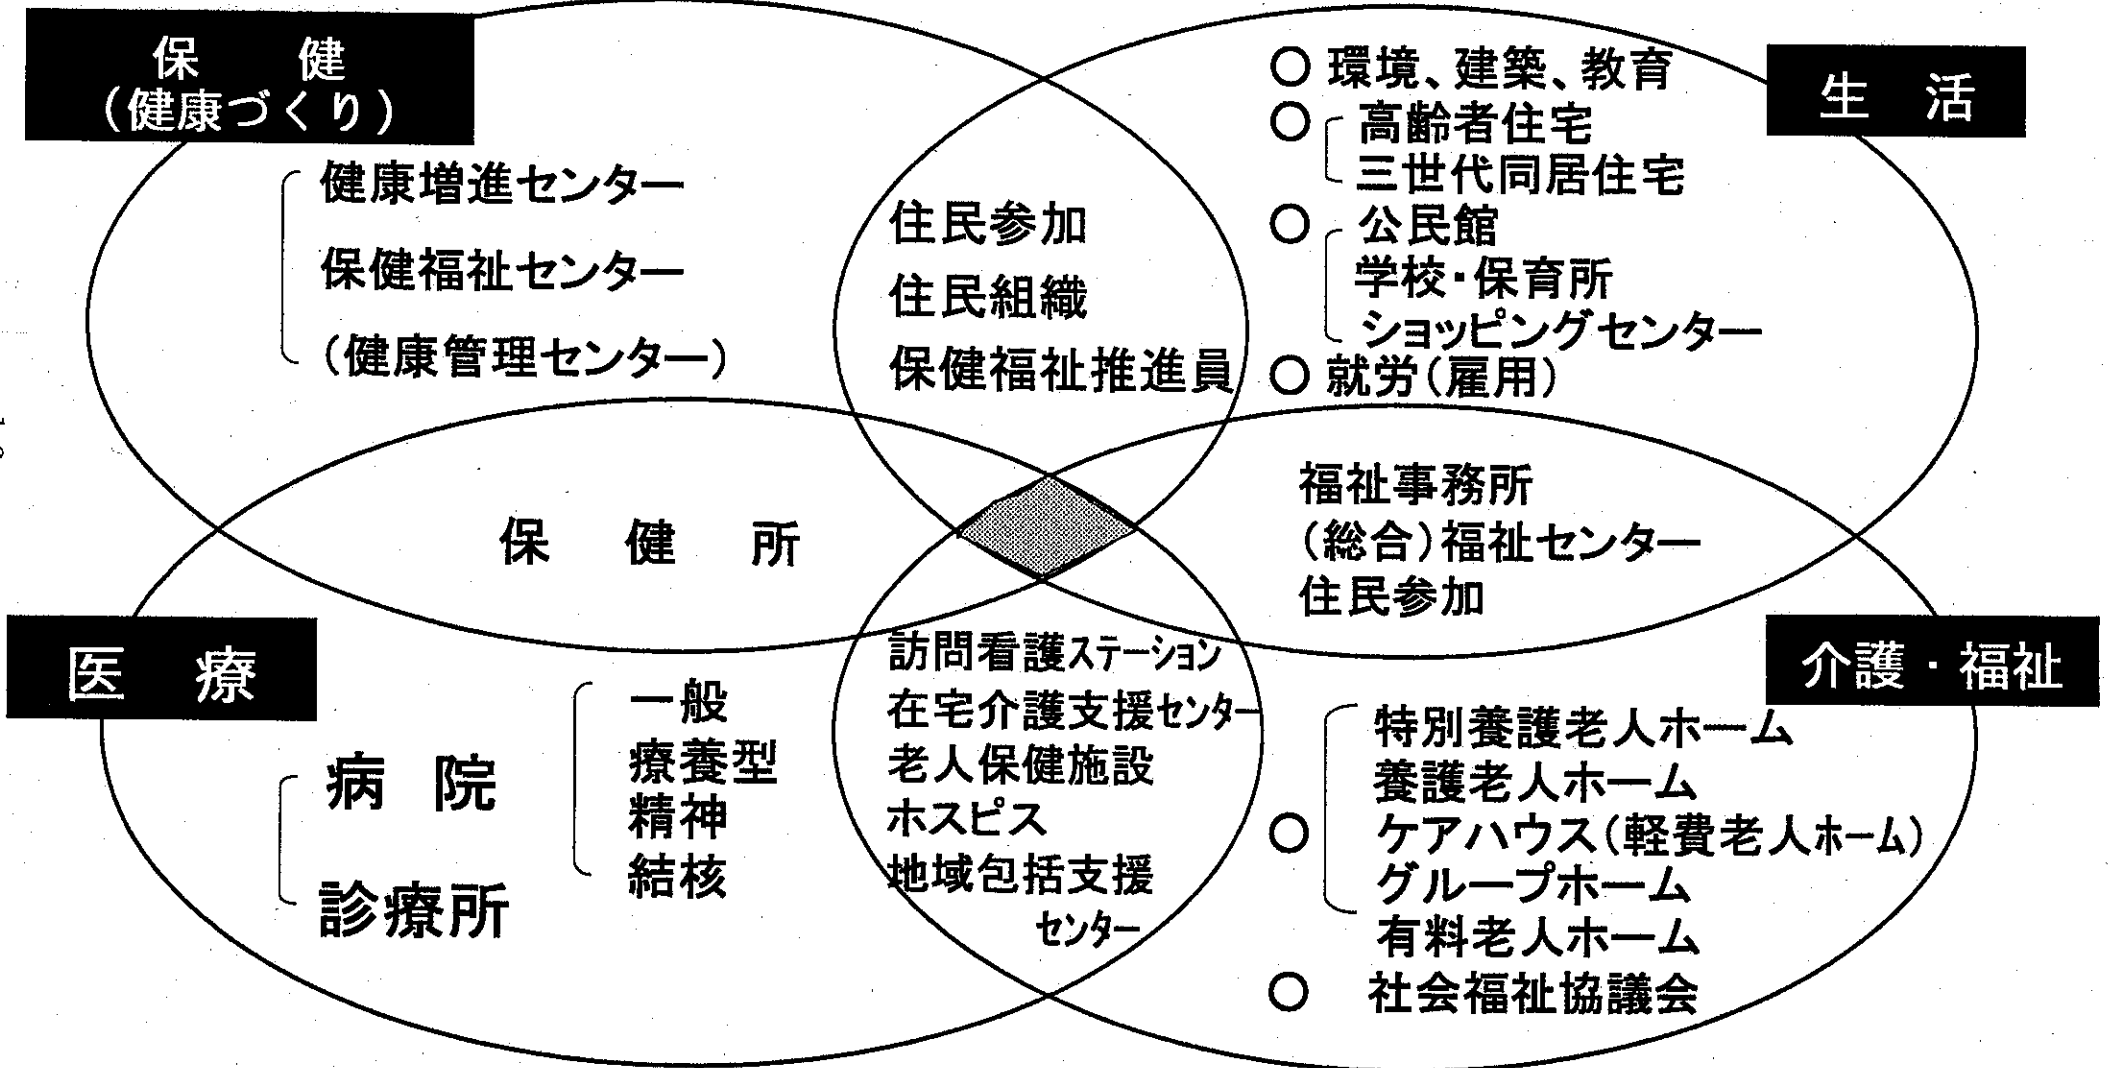 保　健
（健康づくり）
健康増進センター
保健福祉センター
（健康管理センター）
住民参加
住民組織
保健福祉推進員
生　活
○ 環境、建築、教育
○ 高齢者住宅
三世代同居住宅
○ 公民館
学校・保育所
ショッピングセンター
○ 就労（雇用）
保　健　所
福祉事務所
（総合）福祉センター
住民参加
医　療
病　院
診療所
一般
療養型
精神
結核
訪問看護ステーション
在宅介護支援センター
老人保健施設
ホスピス
地域包括支援
センター
介護・福祉
特別養護老人ホーム
養護老人ホーム
○ ケアハウス（軽費老人ホーム）
グループホーム
有料老人ホーム
○ 社会福祉協議会